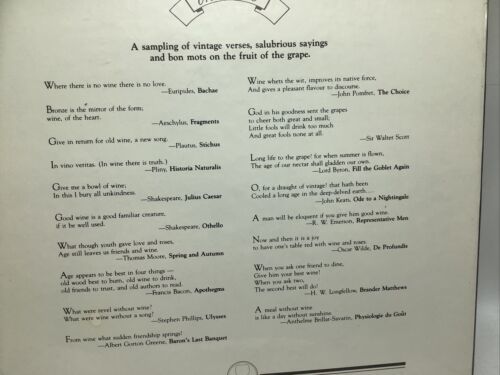 A sampling of vintage verses, salubrious sayings
and bon mots on the fruit of the grape.
Where there is no wine there is no love.
—Euripides, Bachae
Bronze is the mirror of the form;
wine, of the heart.
—Aeschylus, Fragments
Give in return for old wine, a new song.
—Plautus, Stichus
In vino veritas. (In wine there is truth.)
—Pliny, Historia Naturalis
Give me a bowl of wine;
In this I bury all unkindness.
—Shakespeare, Julius Caesar
Good wine is a good familiar creature,
if it be well used.
—Shakespeare, Othello
What though youth gave love and roses,
Age still leaves us friends and wine.
—Thomas Moore, Spring and Autumn
Age appears to be best in four things —
old wood best to burn, old wine to drink,
old friends to trust, and old authors to read.
—Francis Bacon, Apothegms
What were revel without wine?
What were wine without a song?
—Stephen Phillips, Ulysses
From wine what sudden friendship springs!
—Albert Gorton Greene, Baron's Last Banquet
Wine whets the wit, improves its native force,
And gives a pleasant flavour to discourse.
—John Pomfret, The Choice
God in his goodness sent the grapes
to cheer both great and small;
Little fools will drink too much
And great fools none at all.
—Sir Walter Scott
Long life to the grape! for when summer is flown,
The age of our nectar shall gladden our own.
—Lord Byron, Fill the Goblet Again
O, for a draught of vintage! that hath been
Cooled a long age in the deep-delved earth....
—John Keats, Ode to a Nightingale
A man will be eloquent if you give him good wine.
—R. W. Emerson, Representative Men
Now and then it is a joy
to have one's table red with wine and roses.
—Oscar Wilde, De Profundis
When you ask one friend to dine,
Give him your best wine!
When you ask two,
The second best will do!
—H. W. Longfellow, Brander Matthews
A meal without wine
is like a day without sunshine.
—Anthelme Brillat-Savarin, Physiologie du Goût